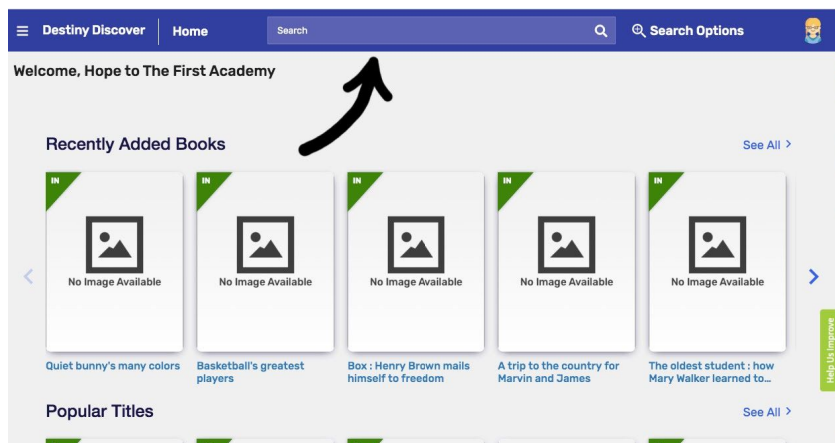 Destiny Discover Home Search Search Options
Welcome, Hope to The First Academy
Recently Added Books See All >
IN IN IN IN IN
No Image Available No Image Available No Image Available No Image Available No Image Available
Quiet bunny's many colors
Basketball's greatest
players
Box : Henry Brown mails
himself to freedom
A trip to the country for
Marvin and James
The oldest student : how
Mary Walker learned to...
Help Us Improve
Popular Titles See All >